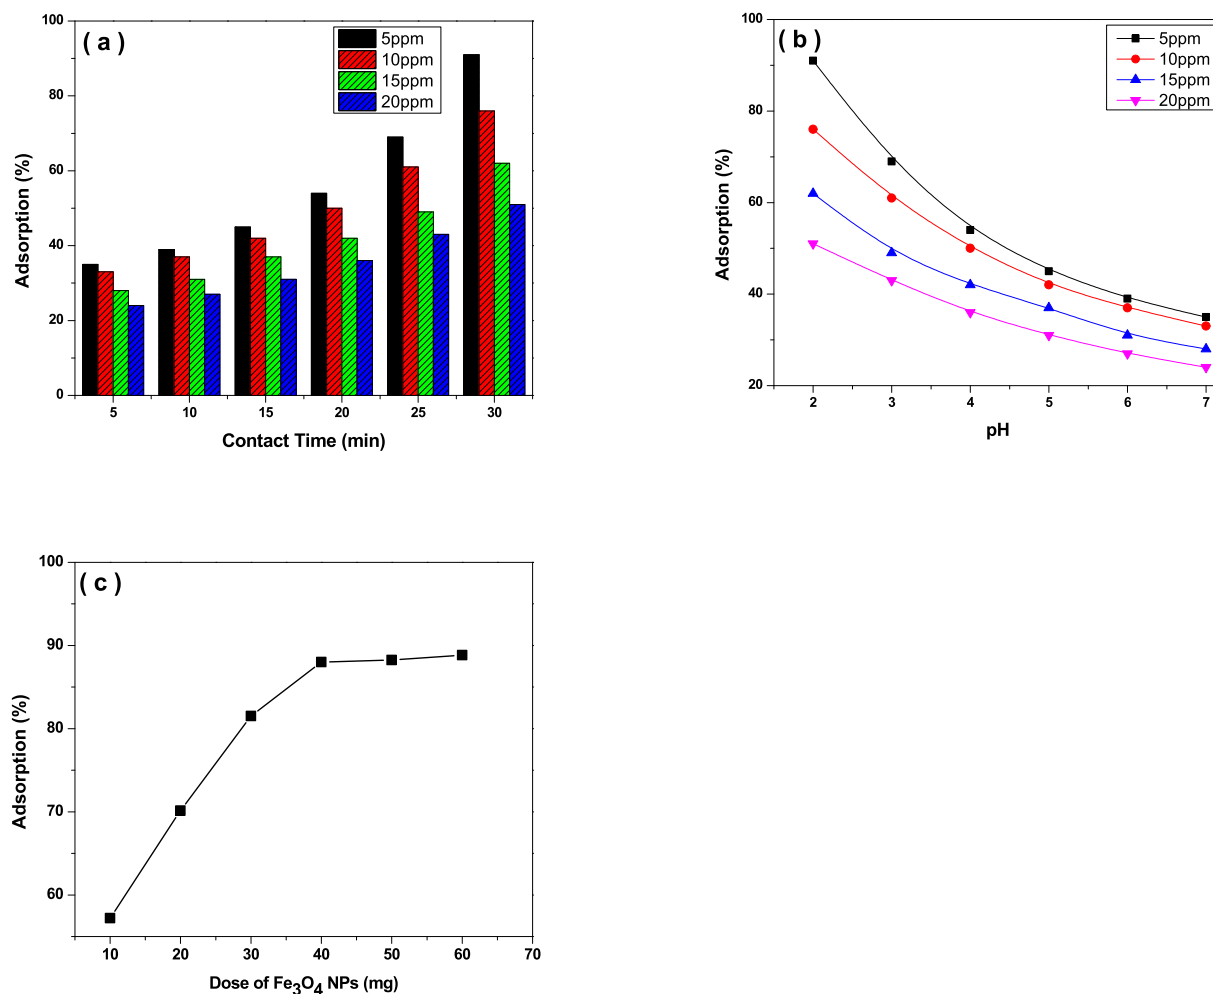 ( a )
5ppm
10ppm
15ppm
20ppm
100
80
60
40
20
0
Adsorption (%)
5 10 15 20 25 30
Contact Time (min)
( b )
5ppm
10ppm
15ppm
20ppm
100
80
60
40
20
Adsorption (%)
2 3 4 5 6 7
pH
( c )
100
90
80
70
60
Adsorption (%)
10 20 30 40 50 60 70
Dose of Fe₃O₄ NPs (mg)